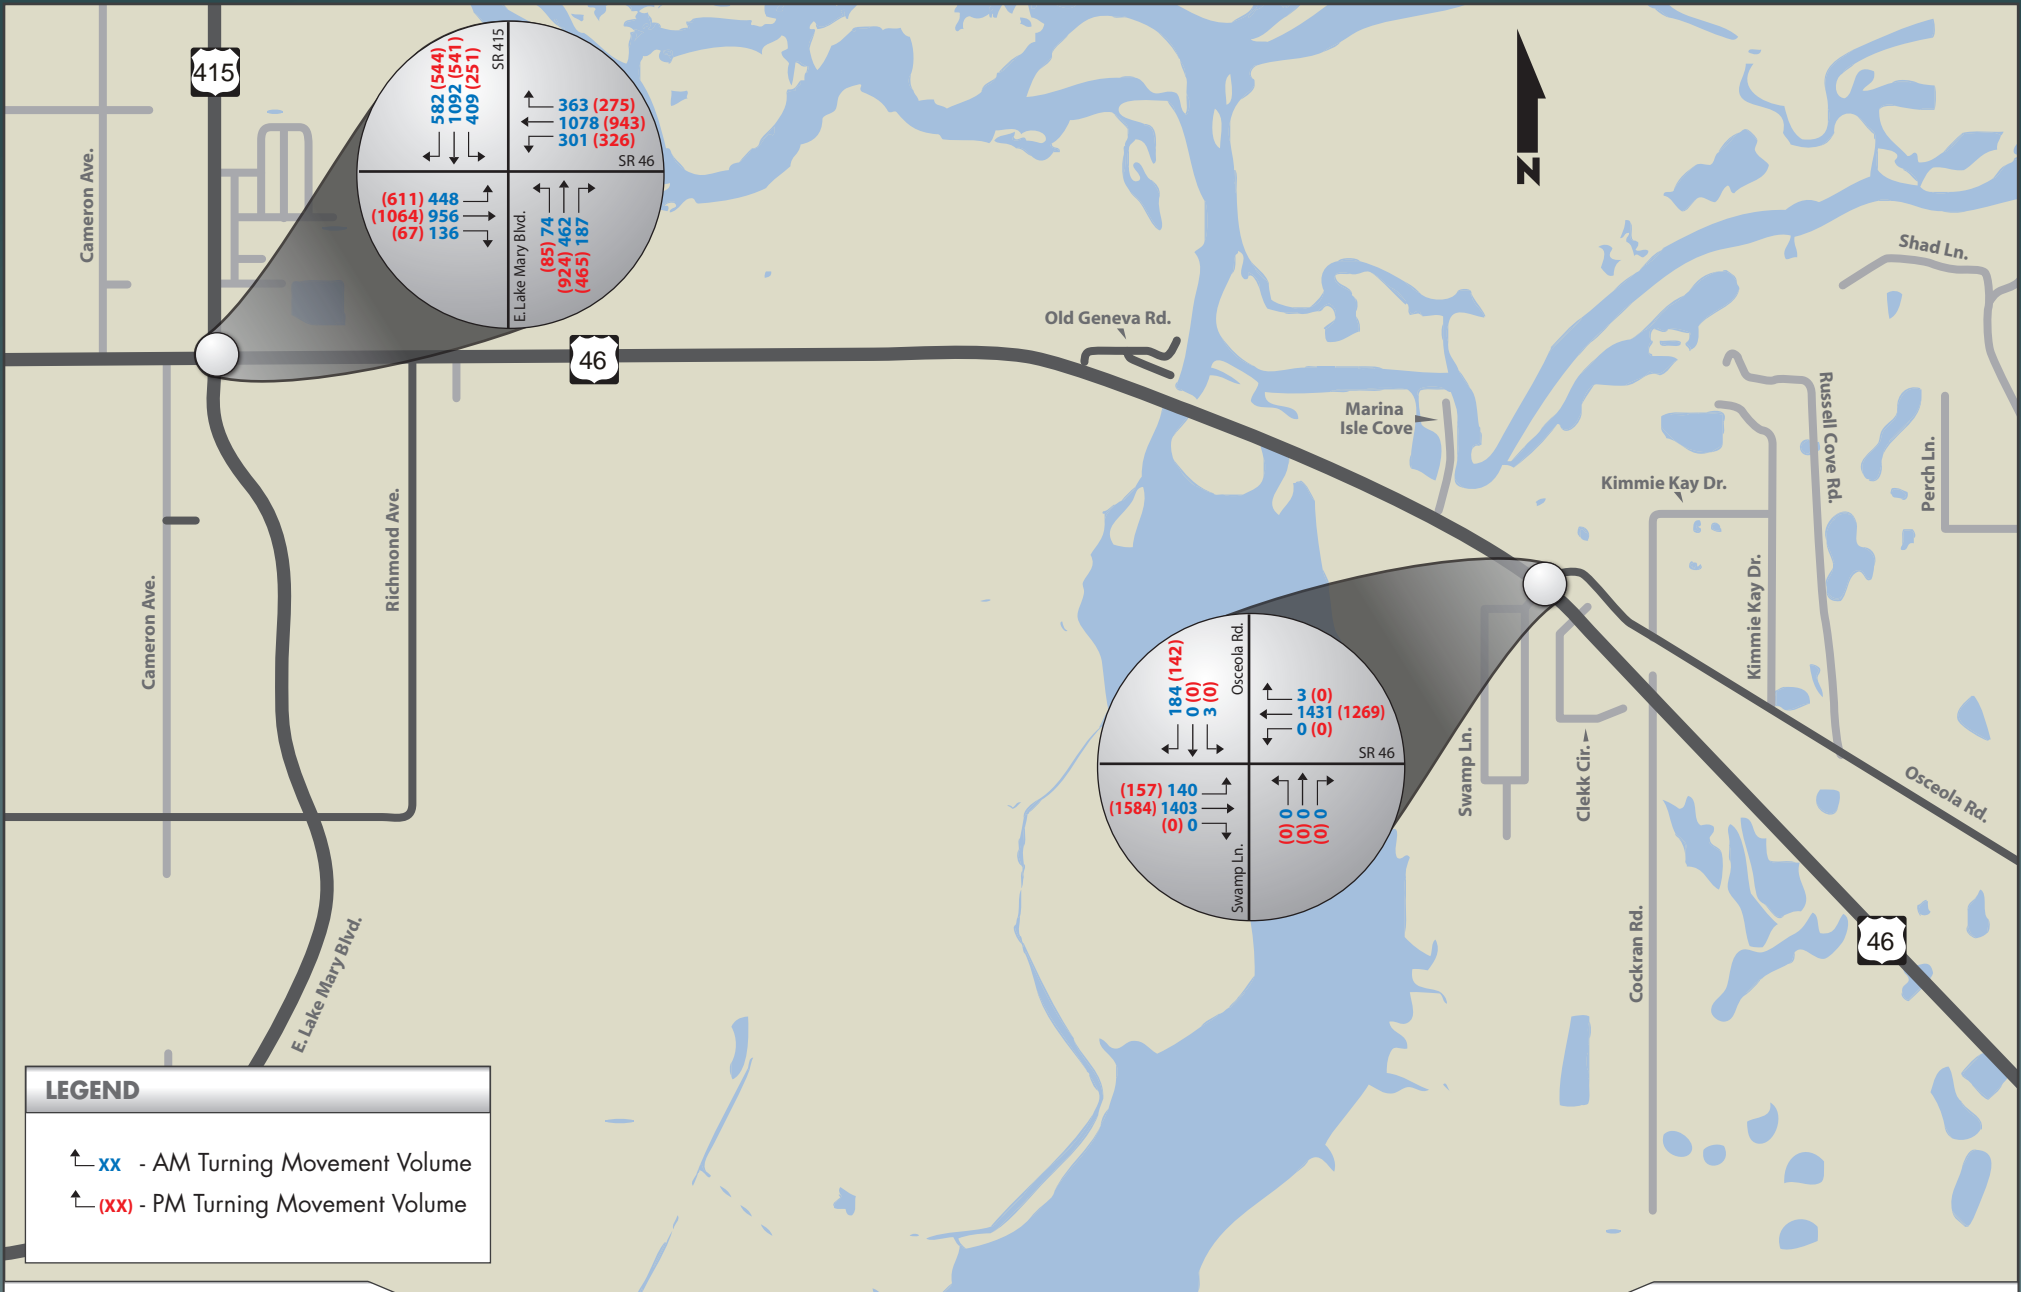 415
Cameron Ave.
582 (544)
1092 (541)
409 (251)
SR 415
363 (275)
1078 (943)
301 (326)
SR 46
(611) 448
(1064) 956
(67) 136
E. Lake Mary Blvd.
(85) 74
(924) 462
(465) 187
N
Shad Ln.
Old Geneva Rd.
46
Marina
Isle Cove
Russell Cove Rd.
Perch Ln.
Kimmie Kay Dr.
Kimmie Kay Dr.
Richmond Ave.
Cameron Ave.
184 (142)
0 (0)
3 (0)
Osceola Rd.
3 (0)
1431 (1269)
0 (0)
SR 46
(157) 140
(1584) 1403
(0) 0
Swamp Ln.
(0) 0
(0) 0
(0) 0
Swamp Ln.
Clekk Cir.
Osceola Rd.
Cockran Rd.
46
E. Lake Mary Blvd.
LEGEND
XX - AM Turning Movement Volume
(XX) - PM Turning Movement Volume